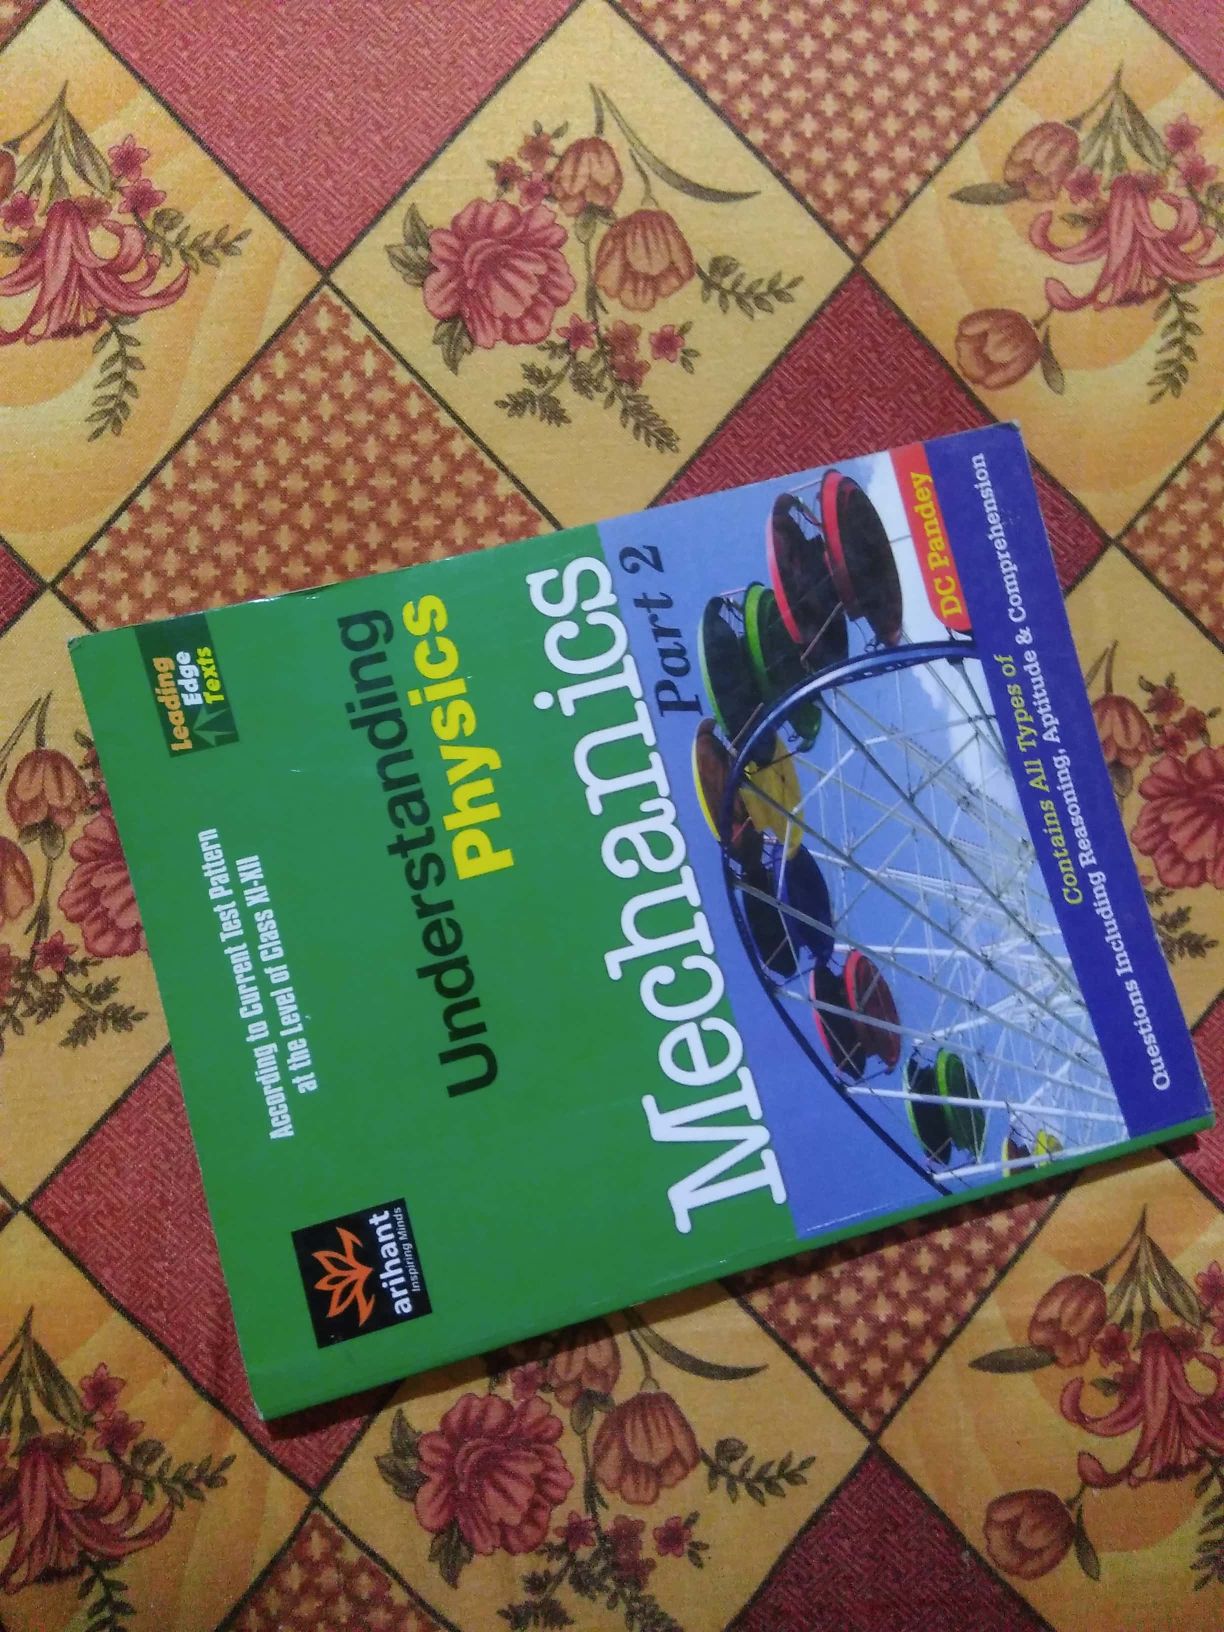 Leading
Edge
Texts
According to Current Test Pattern
at the Level of Class XI-XII
arihant
Inspiring Minds
Understanding
Physics
Mechanics
Part 2
DC Pandey
Contains All Types of
Questions Including Reasoning, Aptitude & Comprehension